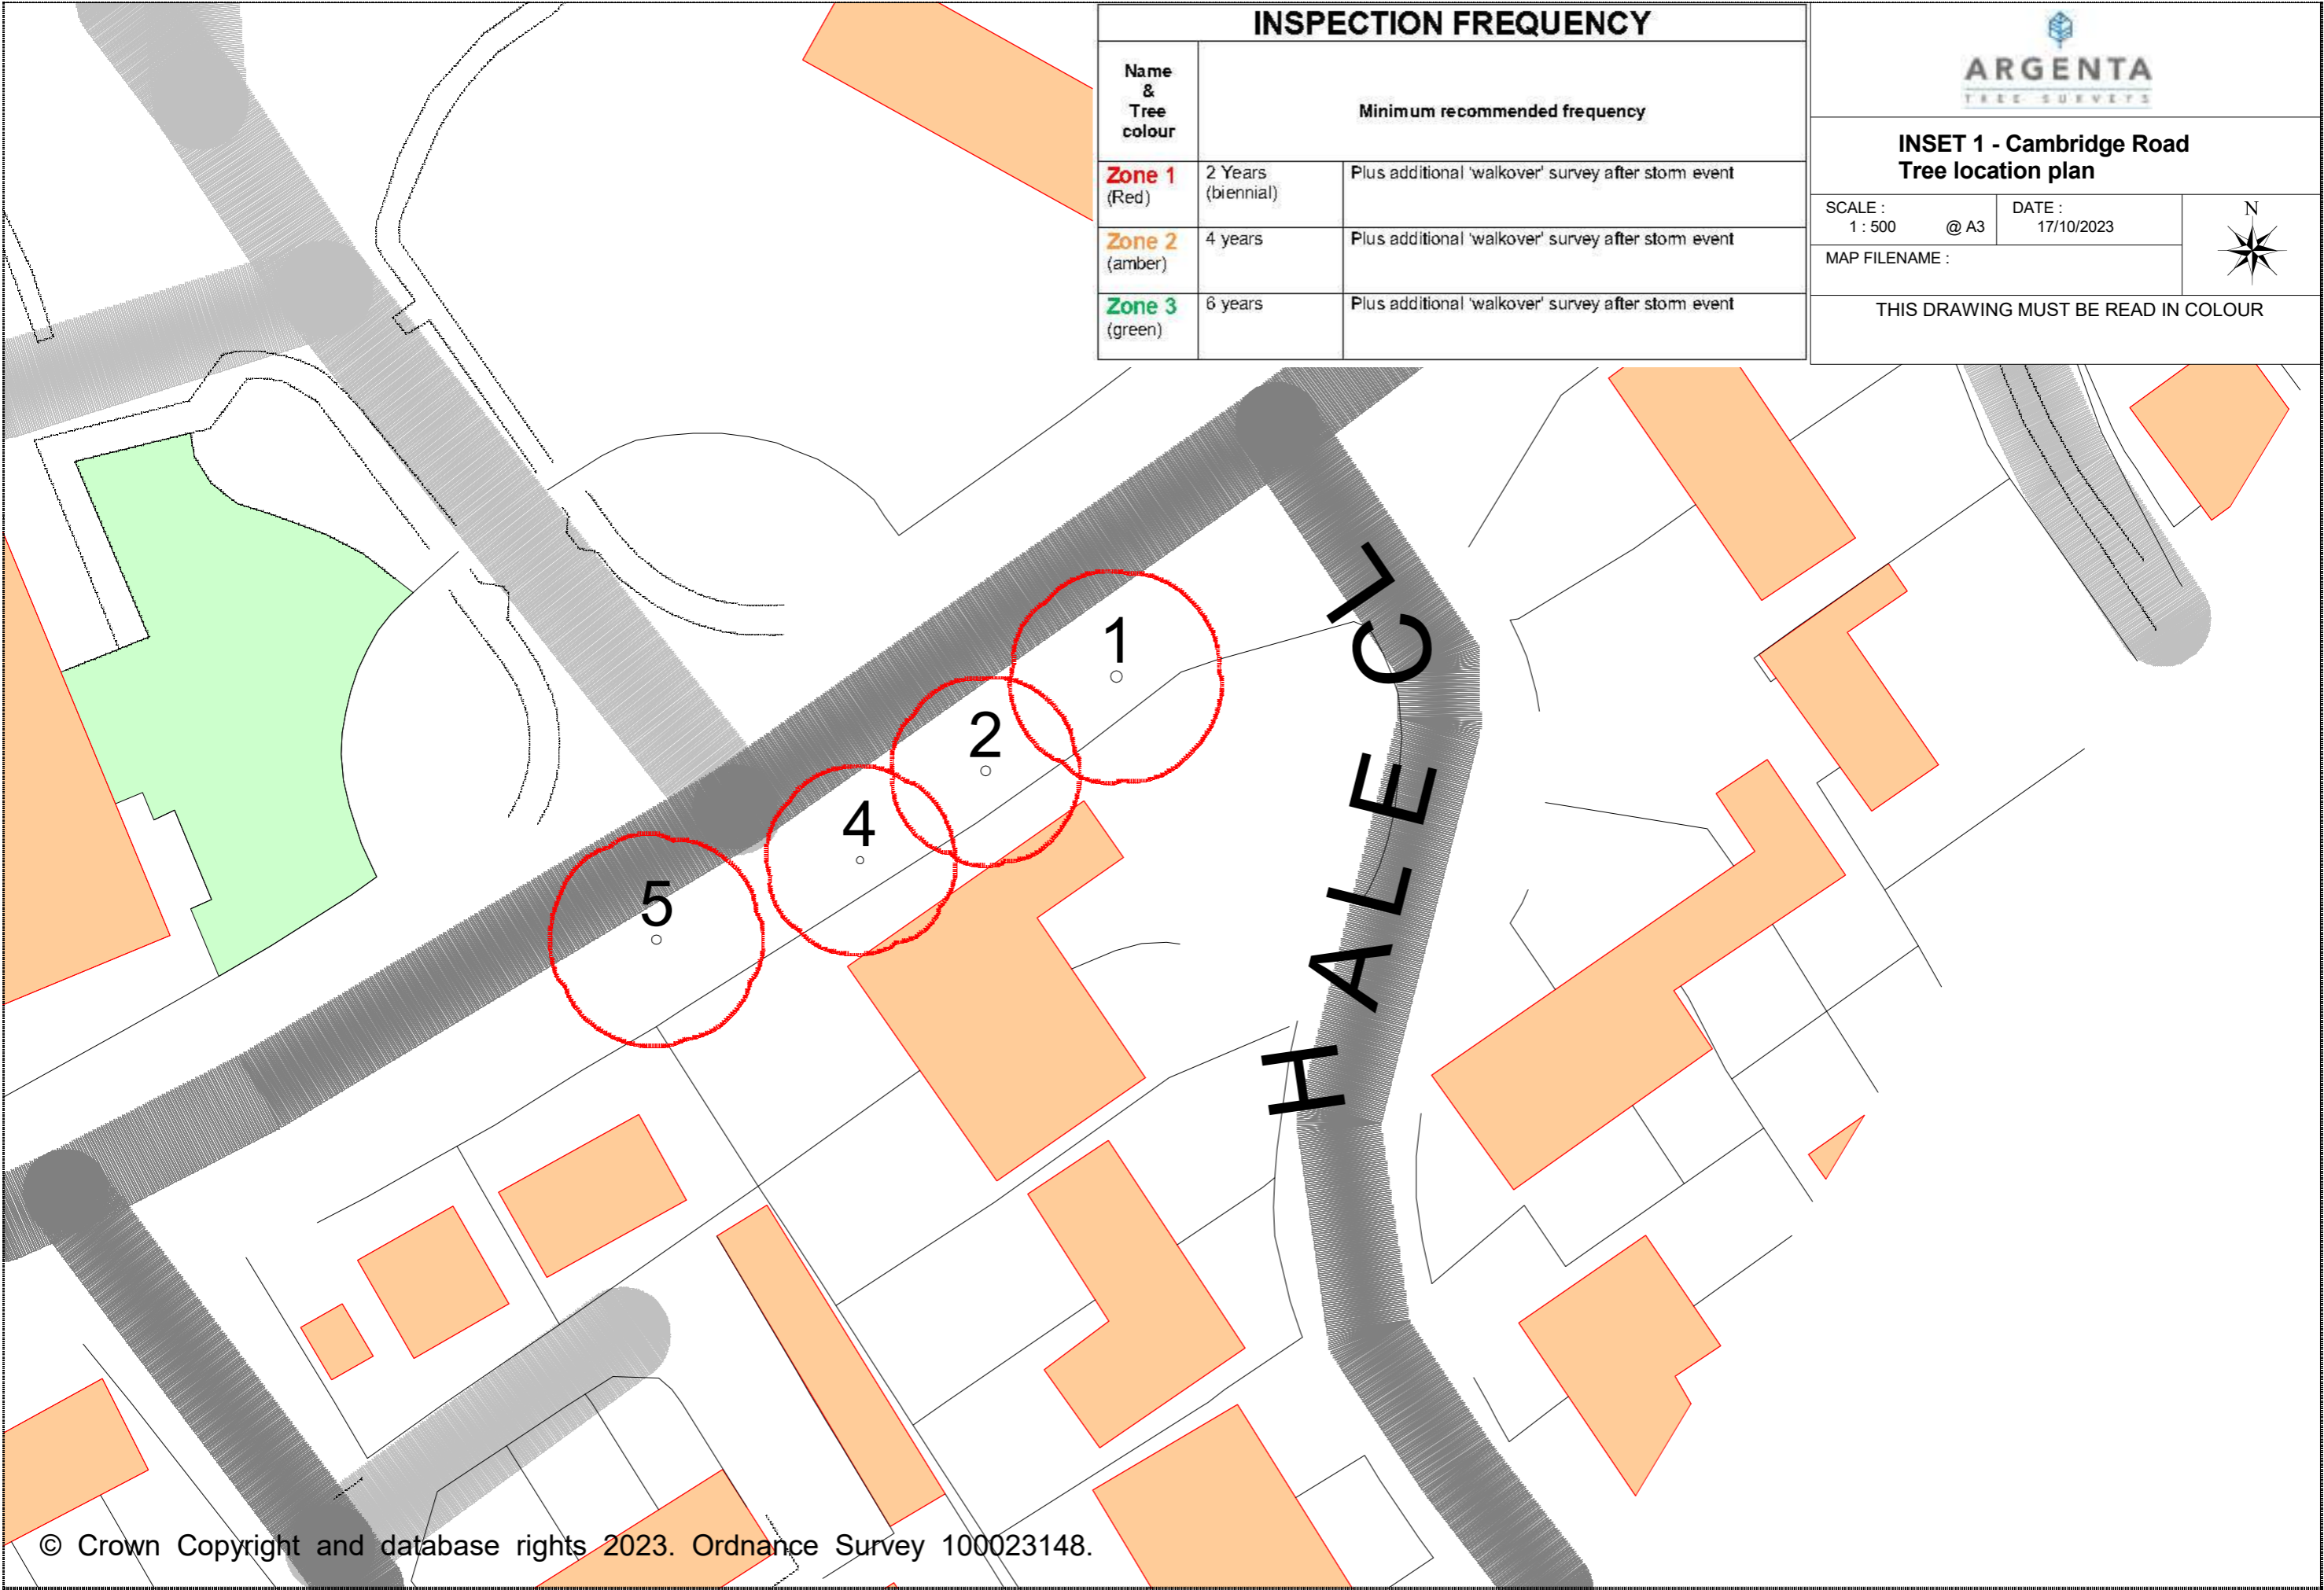 INSPECTION FREQUENCY
Name
&
Tree
colour
Minimum recommended frequency
Zone 1
(Red)
2 Years
(biennial)
Plus additional 'walkover' survey after storm event
Zone 2
(amber)
4 years
Plus additional 'walkover' survey after storm event
Zone 3
(green)
6 years
Plus additional 'walkover' survey after storm event
ARGENTA
TREE SURVEYS
INSET 1 - Cambridge Road
Tree location plan
SCALE :
1 : 500 @ A3
DATE :
17/10/2023
N
MAP FILENAME :
THIS DRAWING MUST BE READ IN COLOUR
1
2
4
5
HALE CL
© Crown Copyright and database rights 2023. Ordnance Survey 100023148.